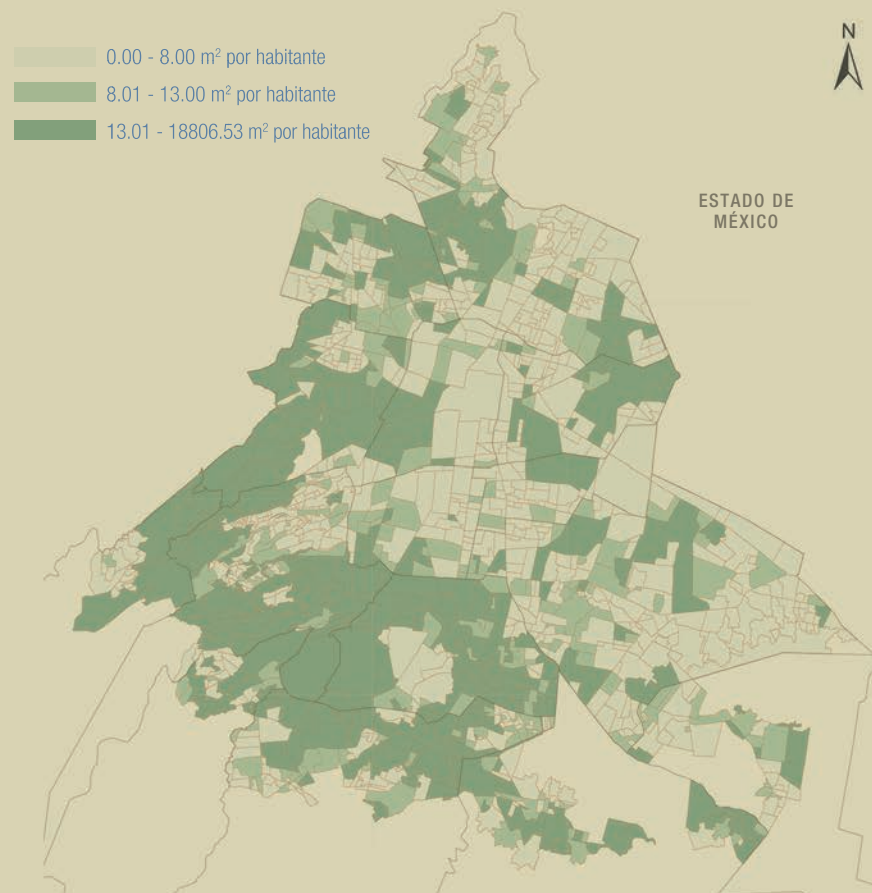 0.00 - 8.00 m² por habitante
8.01 - 13.00 m² por habitante
13.01 - 18806.53 m² por habitante
N
ESTADO DE
MÉXICO